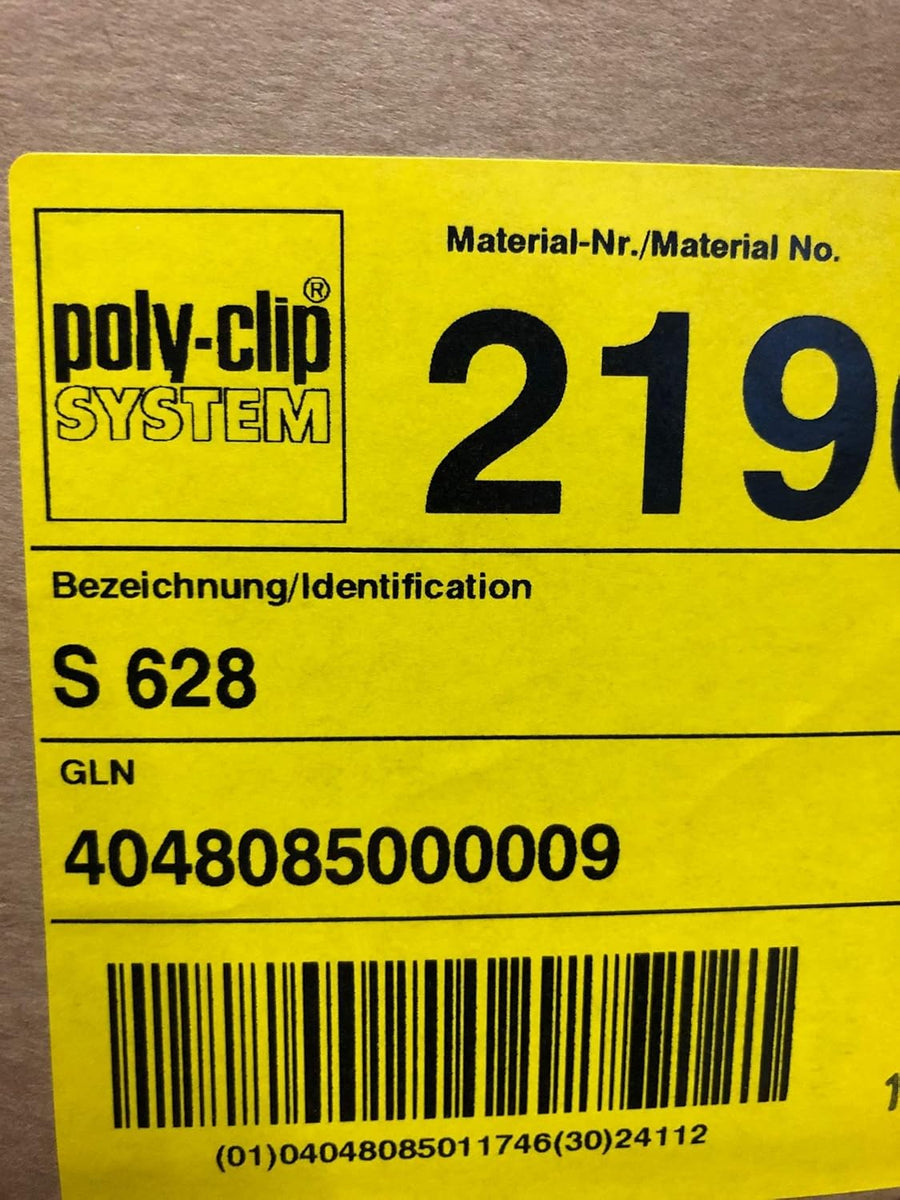 poly-clip®
SYSTEM
Material-Nr./Material No.
219
Bezeichnung/Identification
S 628
GLN
4048085000009
(01)04048085011746(30)24112